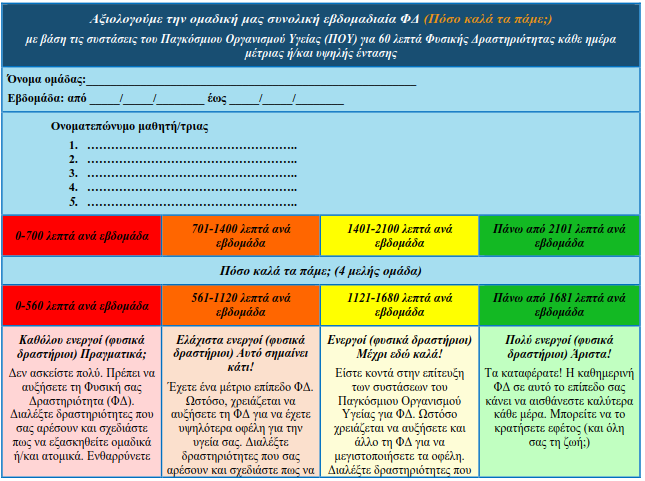 Αξιολογούμε την ομαδική μας συνολική εβδομαδιαία ΦΔ (Πόσο καλά τα πάμε;)
με βάση τις συστάσεις του Παγκόσμιου Οργανισμού Υγείας (ΠΟΥ) για 60 λεπτά Φυσικής Δραστηριότητας κάθε ημέρα
μέτριας ή/και υψηλής έντασης
Όνομα ομάδας:_______________________________________________________
Εβδομάδα: από _____/_____/________ έως _____/_____/________
Ονοματεπώνυμο μαθητή/τριας
1. …………………………………………..
2. …………………………………………..
3. …………………………………………..
4. …………………………………………..
5. …………………………………………..
0-700 λεπτά ανά εβδομάδα
701-1400 λεπτά ανά
εβδομάδα
1401-2100 λεπτά ανά
εβδομάδα
Πάνω από 2101 λεπτά ανά
εβδομάδα
Πόσο καλά τα πάμε; (4 μελής ομάδα)
0-560 λεπτά ανά εβδομάδα
561-1120 λεπτά ανά
εβδομάδα
1121-1680 λεπτά ανά
εβδομάδα
Πάνω από 1681 λεπτά ανά
εβδομάδα
Καθόλου ενεργοί (φυσικά
δραστήριοι) Πραγματικά;
Δεν ασκείστε πολύ. Πρέπει να
αυξήσετε τη Φυσική σας
Δραστηριότητα (ΦΔ).
Διαλέξτε δραστηριότητες που
σας αρέσουν και σχεδιάστε
πως να εξασκηθείτε ομαδικά
ή/και ατομικά. Ενθαρρύνετε
Ελάχιστα ενεργοί (φυσικά
δραστήριοι) Αυτό σημαίνει
κάτι!
Έχετε ένα μέτριο επίπεδο ΦΔ.
Ωστόσο, χρειάζεται να
αυξήσετε τη ΦΔ για να έχετε
υψηλότερα οφέλη για την
υγεία σας. Διαλέξτε
δραστηριότητες που σας
αρέσουν και σχεδιάστε πως να
Ενεργοί (φυσικά δραστήριοι)
Μέχρι εδώ καλά!
Είστε κοντά στην επίτευξη
των συστάσεων του
Παγκόσμιου Οργανισμού
Υγείας για ΦΔ. Ωστόσο
χρειάζεται να αυξήσετε και
άλλο τη ΦΔ για να
μεγιστοποιήσετε τα οφέλη.
Διαλέξτε δραστηριότητες που
Πολύ ενεργοί (φυσικά
δραστήριοι) Άριστα!
Τα καταφέρατε! Η καθημερινή
ΦΔ σε αυτό το επίπεδο σας
κάνει να αισθάνεστε καλύτερα
κάθε μέρα. Μπορείτε να το
κρατήσετε εφέτος (και όλη
σας τη ζωή;)